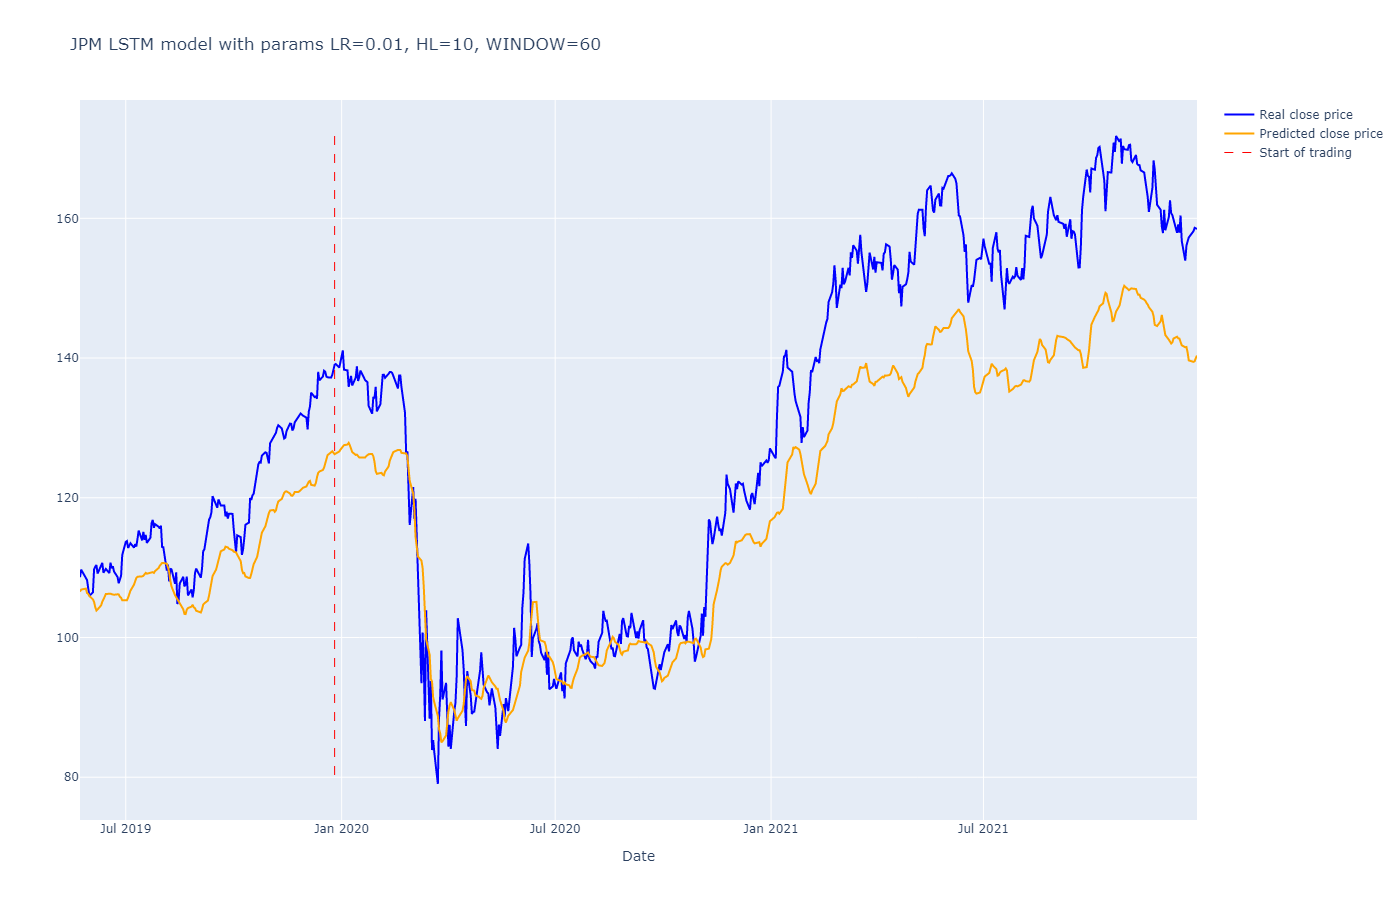 JPM LSTM model with params LR=0.01, HL=10, WINDOW=60
Real close price
Predicted close price
Start of trading
160
140
120
100
80
Jul 2019
Jan 2020
Jul 2020
Jan 2021
Jul 2021
Date